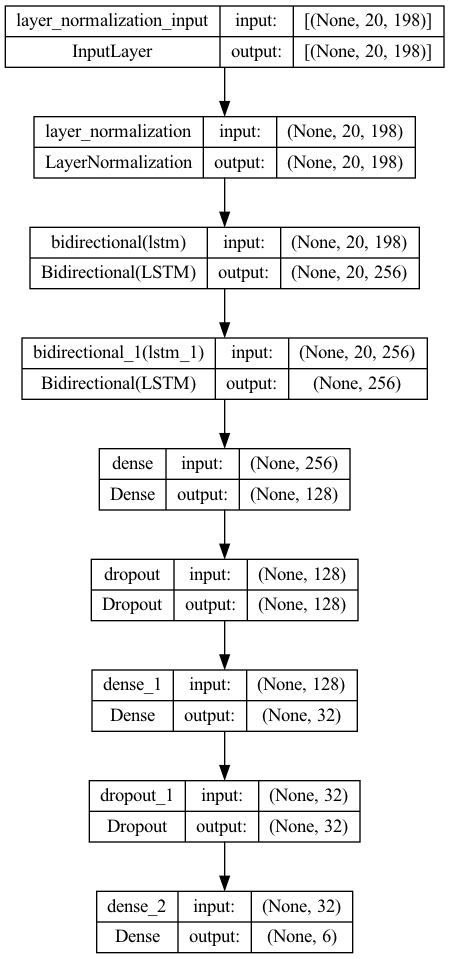 layer_normalization_input input: [(None, 20, 198)]
InputLayer output: [(None, 20, 198)]
layer_normalization input: (None, 20, 198)
LayerNormalization output: (None, 20, 198)
bidirectional(lstm) input: (None, 20, 198)
Bidirectional(LSTM) output: (None, 20, 256)
bidirectional_1(lstm_1) input: (None, 20, 256)
Bidirectional(LSTM) output: (None, 256)
dense input: (None, 256)
Dense output: (None, 128)
dropout input: (None, 128)
Dropout output: (None, 128)
dense_1 input: (None, 128)
Dense output: (None, 32)
dropout_1 input: (None, 32)
Dropout output: (None, 32)
dense_2 input: (None, 32)
Dense output: (None, 6)